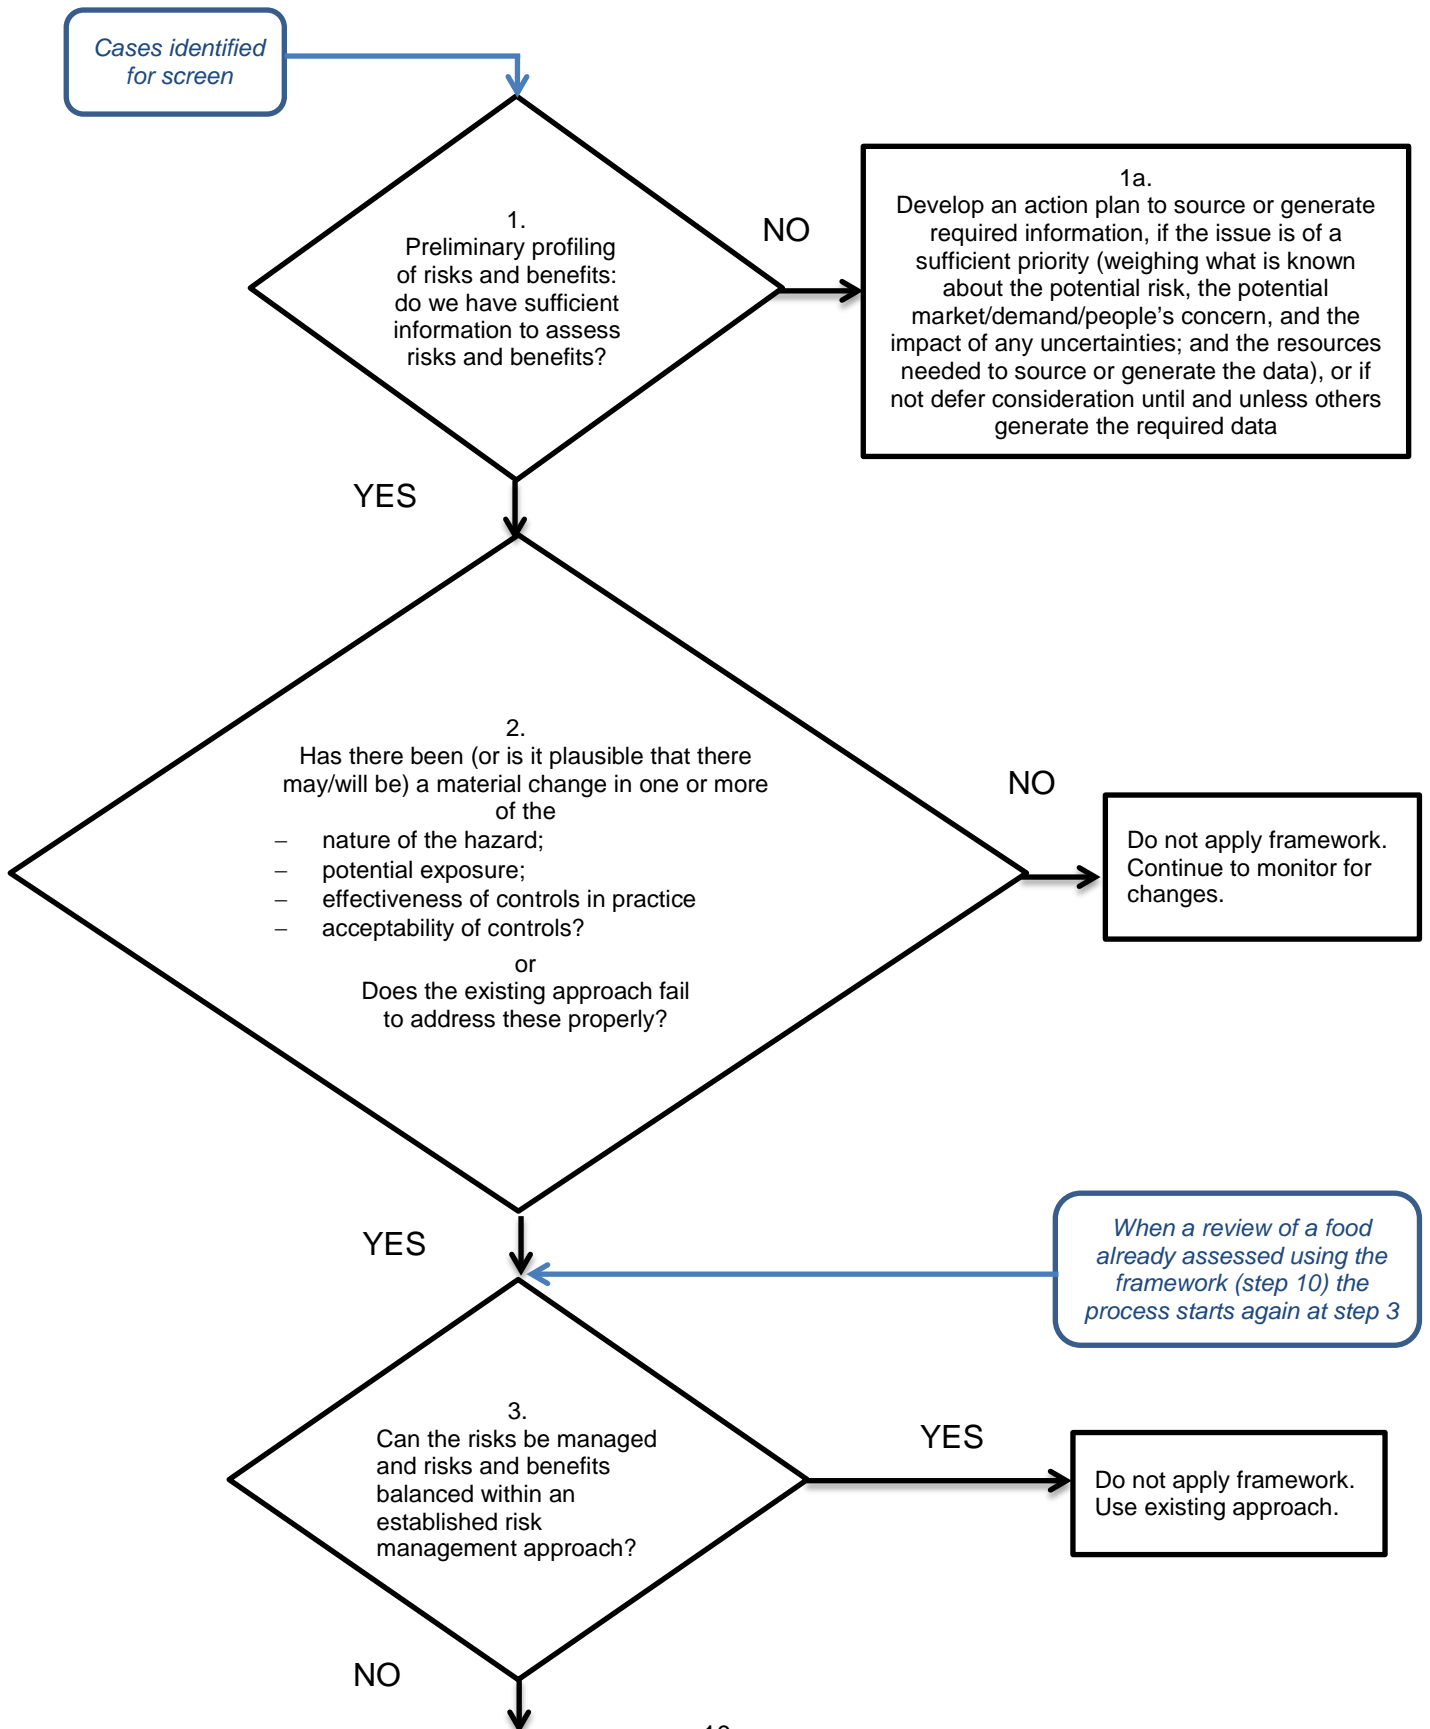 Cases identified
for screen
1.
Preliminary profiling
of risks and benefits:
do we have sufficient
information to assess
risks and benefits?
NO
1a.
Develop an action plan to source or generate
required information, if the issue is of a
sufficient priority (weighing what is known
about the potential risk, the potential
market/demand/people’s concern, and the
impact of any uncertainties; and the resources
needed to source or generate the data), or if
not defer consideration until and unless others
generate the required data
YES
2.
Has there been (or is it plausible that there
may/will be) a material change in one or more
of the
– nature of the hazard;
– potential exposure;
– effectiveness of controls in practice
– acceptability of controls?
or
Does the existing approach fail
to address these properly?
NO
Do not apply framework.
Continue to monitor for
changes.
YES
When a review of a food
already assessed using the
framework (step 10) the
process starts again at step 3
3.
Can the risks be managed
and risks and benefits
balanced within an
established risk
management approach?
YES
Do not apply framework.
Use existing approach.
NO